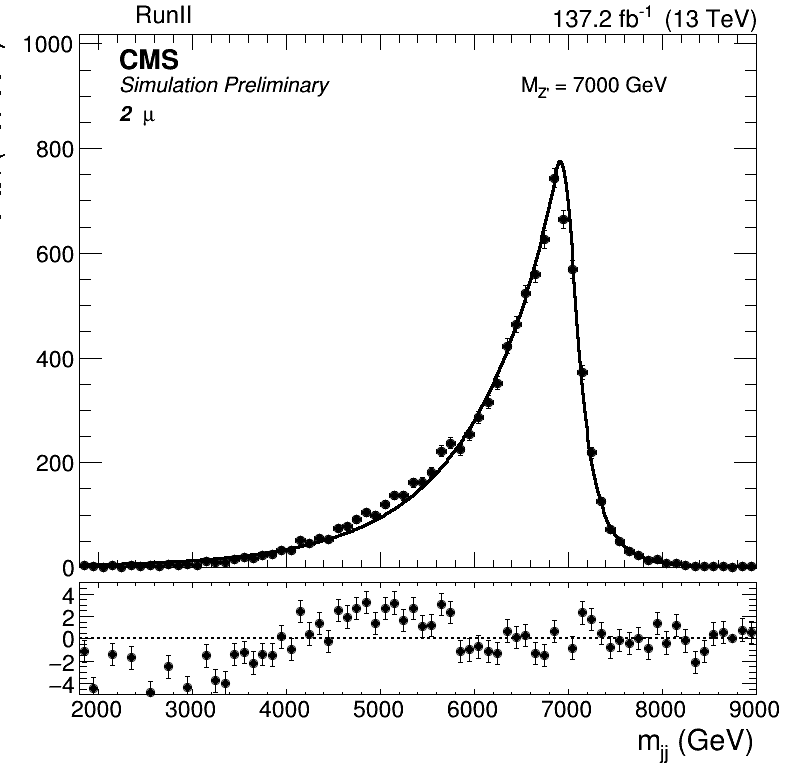 RunII 137.2 fb-1 (13 TeV)
CMS
Simulation Preliminary
MZ' = 7000 GeV
2 μ
1000
800
600
400
200
0
4
2
0
−2
−4
2000 3000 4000 5000 6000 7000 8000 9000
mjj (GeV)